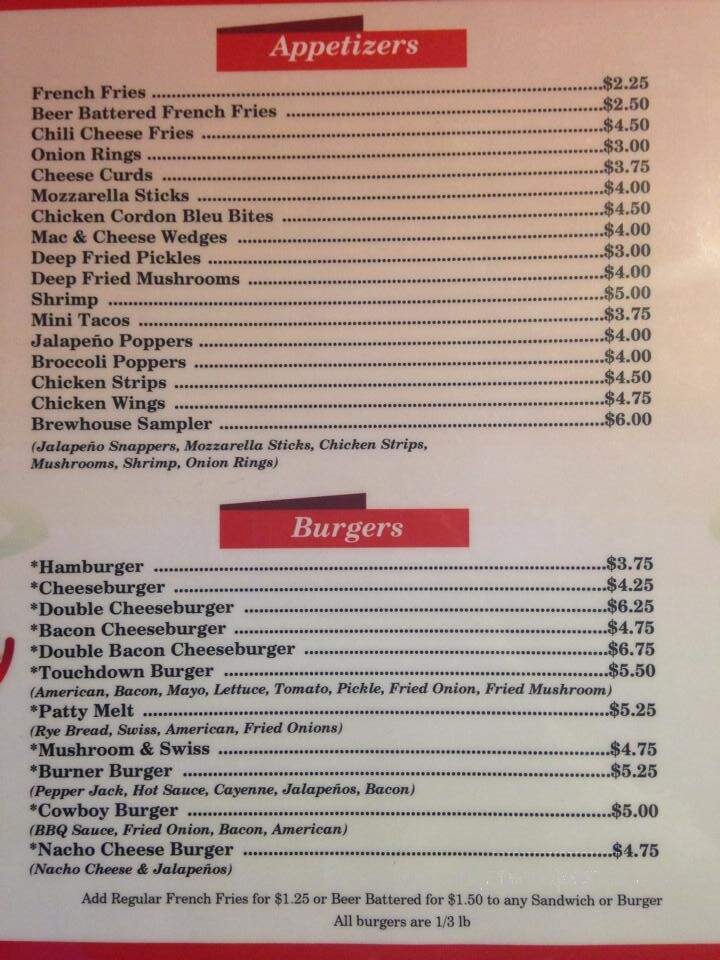 Appetizers
French Fries ........ $2.25
Beer Battered French Fries ........ $2.50
Chili Cheese Fries ........ $4.50
Onion Rings ........ $3.00
Cheese Curds ........ $3.75
Mozzarella Sticks ........ $4.00
Chicken Cordon Bleu Bites ........ $4.50
Mac & Cheese Wedges ........ $4.00
Deep Fried Pickles ........ $3.00
Deep Fried Mushrooms ........ $4.00
Shrimp ........ $5.00
Mini Tacos ........ $3.75
Jalapeño Poppers ........ $4.00
Broccoli Poppers ........ $4.00
Chicken Strips ........ $4.50
Chicken Wings ........ $4.75
Brewhouse Sampler ........ $6.00
(Jalapeño Snappers, Mozzarella Sticks, Chicken Strips,
Mushrooms, Shrimp, Onion Rings)
Burgers
*Hamburger ........ $3.75
*Cheeseburger ........ $4.25
*Double Cheeseburger ........ $6.25
*Bacon Cheeseburger ........ $4.75
*Double Bacon Cheeseburger ........ $6.75
*Touchdown Burger ........ $5.50
(American, Bacon, Mayo, Lettuce, Tomato, Pickle, Fried Onion, Fried Mushroom)
*Patty Melt ........ $5.25
(Rye Bread, Swiss, American, Fried Onions)
*Mushroom & Swiss ........ $4.75
*Burner Burger ........ $5.25
(Pepper Jack, Hot Sauce, Cayenne, Jalapeños, Bacon)
*Cowboy Burger ........ $5.00
(BBQ Sauce, Fried Onion, Bacon, American)
*Nacho Cheese Burger ........ $4.75
(Nacho Cheese & Jalapeños)
Add Regular French Fries for $1.25 or Beer Battered for $1.50 to any Sandwich or Burger
All burgers are 1/3 lb